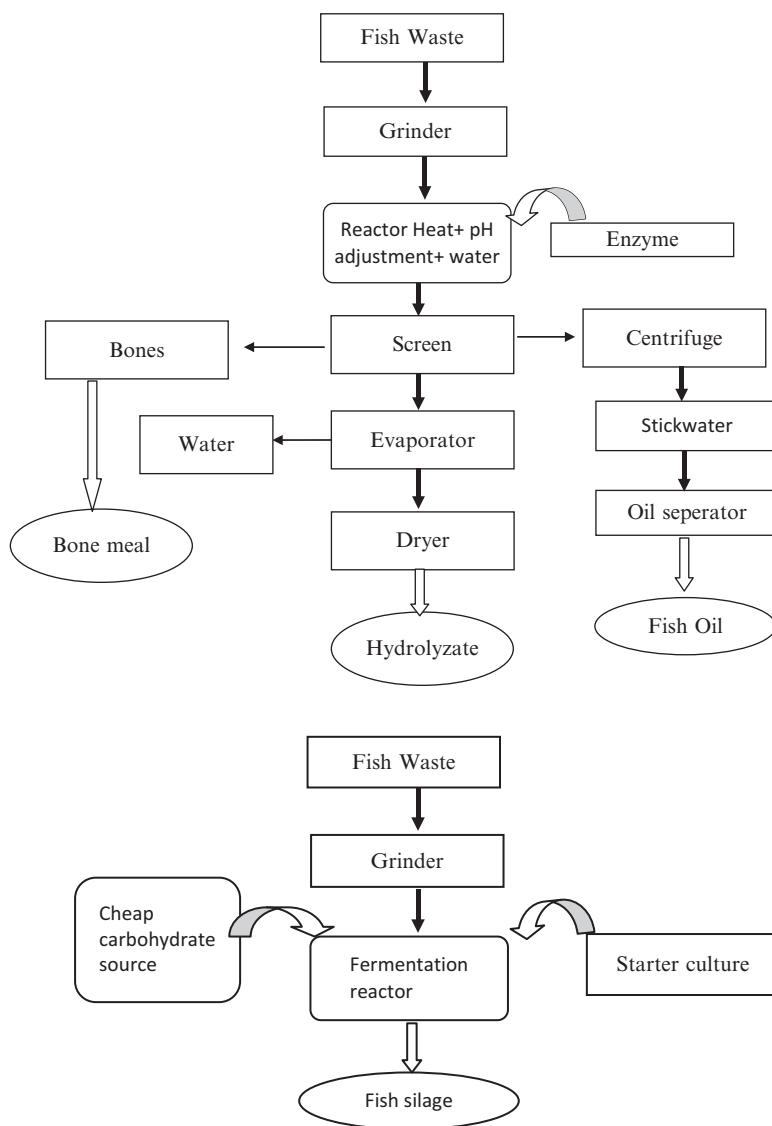 Fish Waste
Grinder
Reactor Heat+ pH
adjustment+ water
Enzyme
Bones
Screen
Centrifuge
Water
Evaporator
Stickwater
Bone meal
Dryer
Oil seperator
Hydrolyzate
Fish Oil
Fish Waste
Grinder
Cheap
carbohydrate
source
Fermentation
reactor
Starter culture
Fish silage